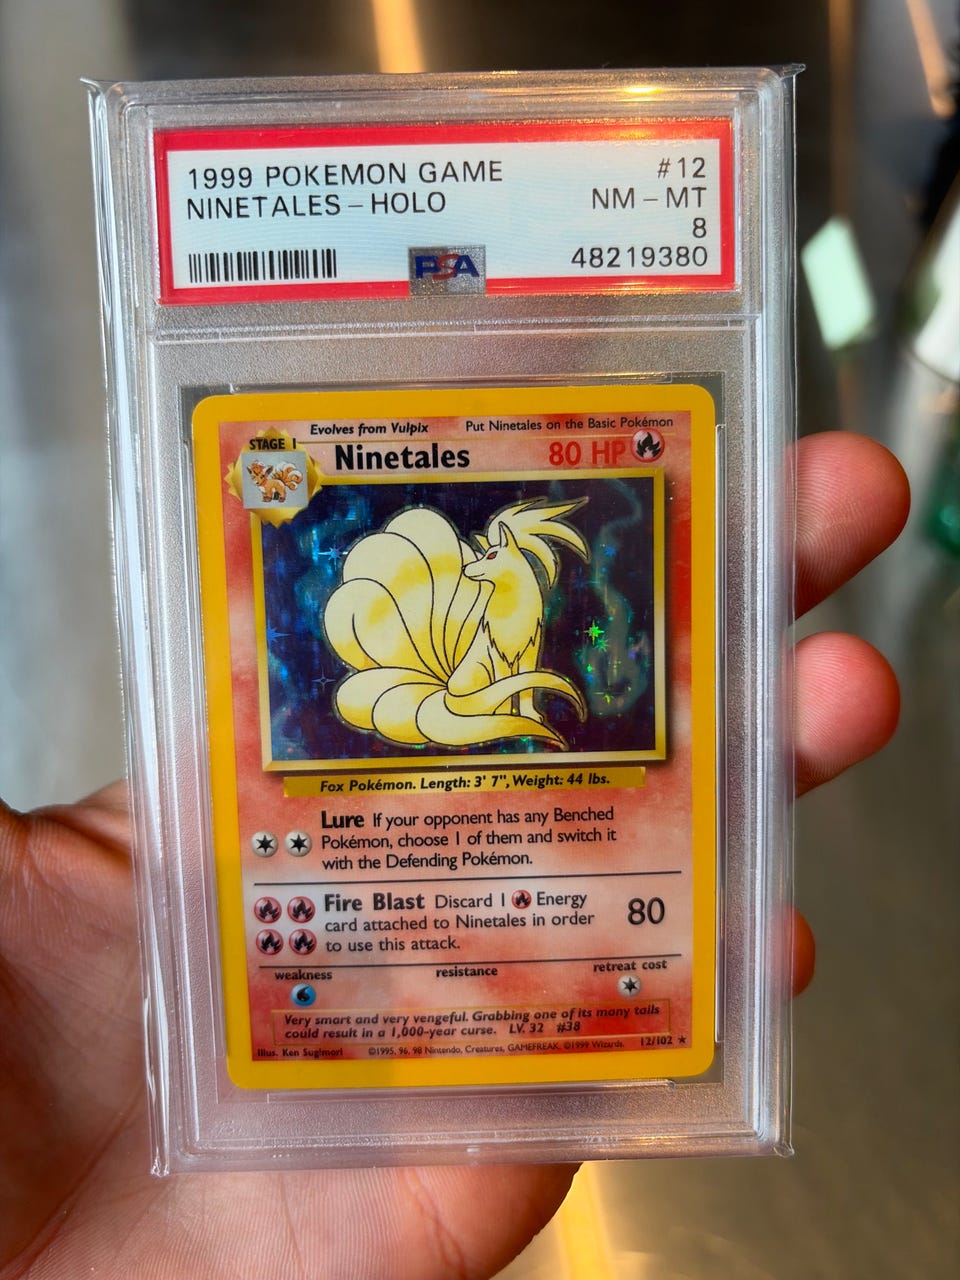 1999 POKEMON GAME #12
NINETALES - HOLO NM - MT
8
PSA 48219380
Evolves from Vulpix Put Ninetales on the Basic Pokémon
STAGE 1
Ninetales 80 HP
Fox Pokémon. Length: 3' 7", Weight: 44 lbs.
Lure If your opponent has any Benched
Pokémon, choose 1 of them and switch it
with the Defending Pokémon.
Fire Blast Discard 1 Energy
card attached to Ninetales in order
to use this attack.
80
weakness resistance retreat cost
Very smart and very vengeful. Grabbing one of its many tails
could result in a 1,000-year curse. LV. 32 #38
Illus. Ken Sugimori ©1995, 96, 98 Nintendo, Creatures, GAMEFREAK. ©1999 Wizards. 12/102 ★